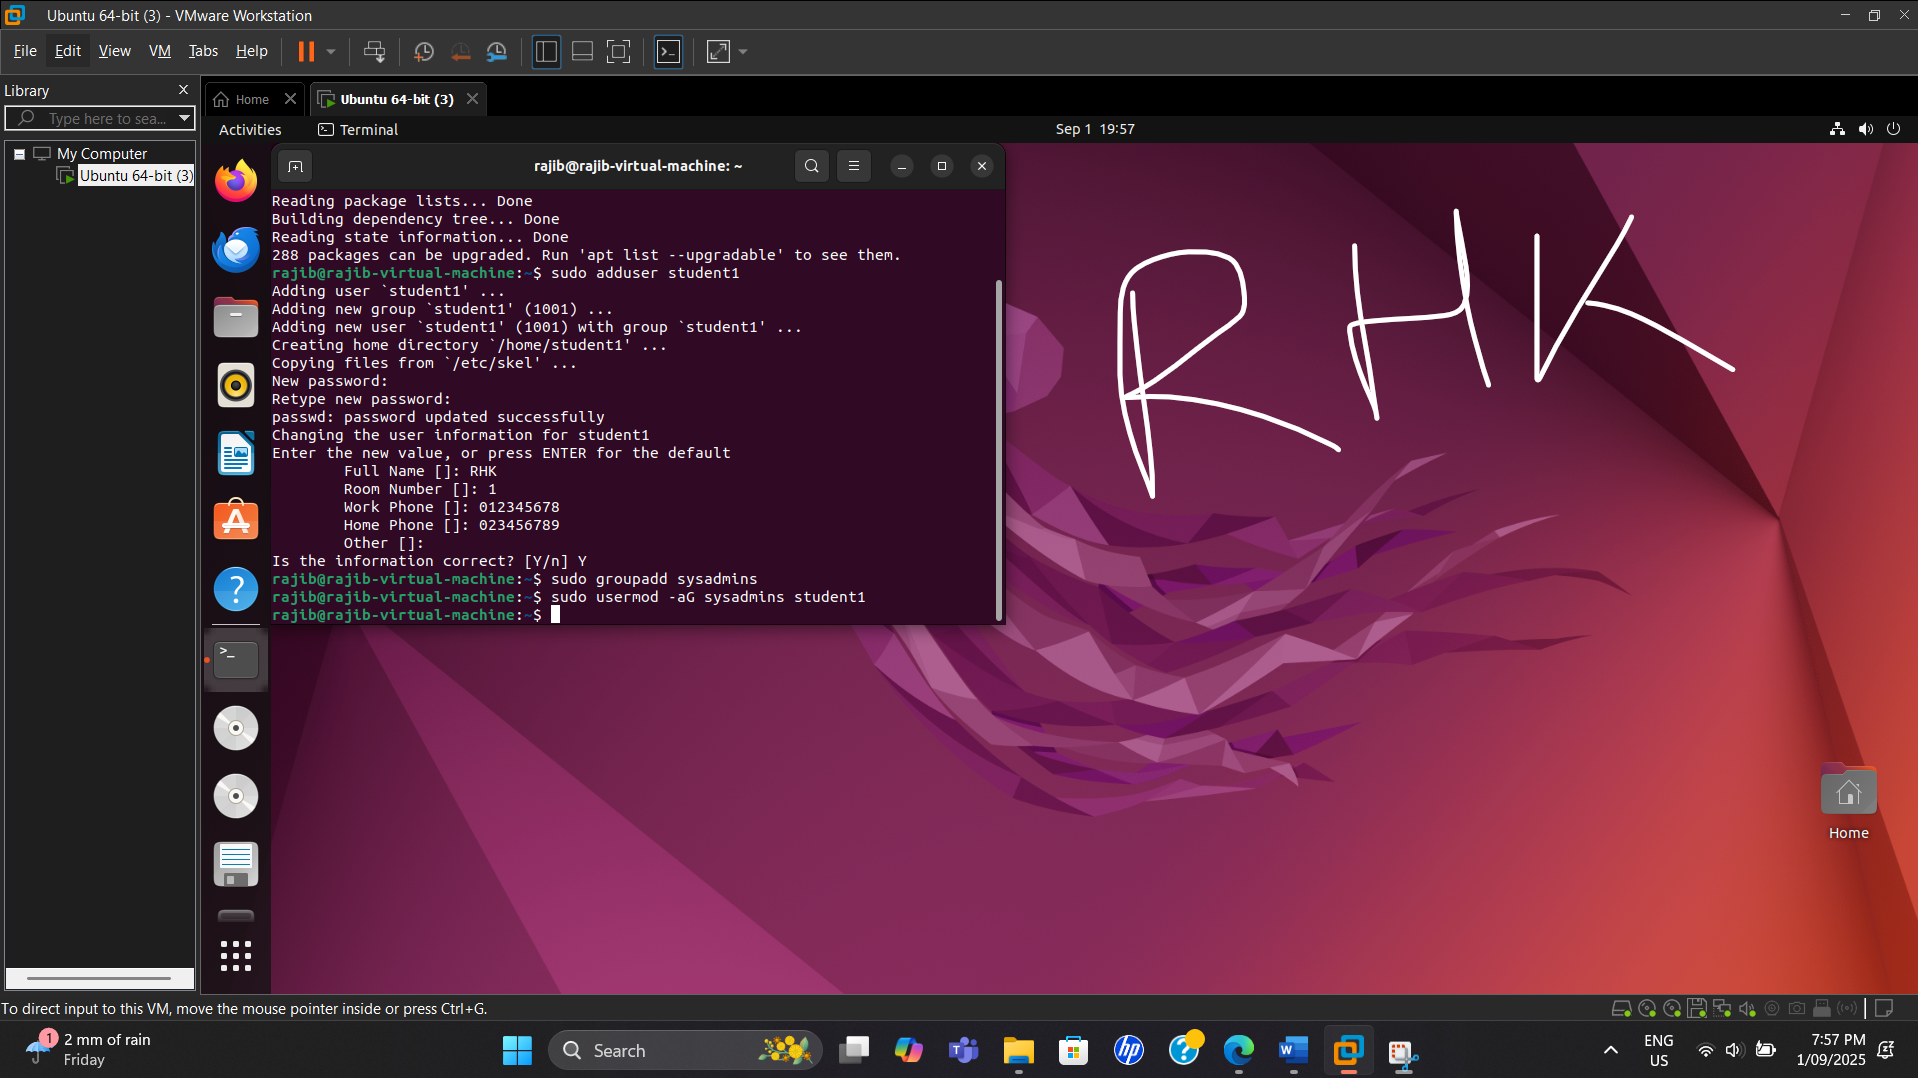 Ubuntu 64-bit (3) - VMware Workstation
File Edit View VM Tabs Help
Library
Type here to sea...
Home
Ubuntu 64-bit (3)
My Computer
Ubuntu 64-bit (3)
Activities
Terminal
Sep 1 19:57
rajib@rajib-virtual-machine: ~
Reading package lists... Done
Building dependency tree... Done
Reading state information... Done
288 packages can be upgraded. Run 'apt list --upgradable' to see them.
rajib@rajib-virtual-machine:~$ sudo adduser student1
Adding user `student1' ...
Adding new group `student1' (1001) ...
Adding new user `student1' (1001) with group `student1' ...
Creating home directory `/home/student1' ...
Copying files from `/etc/skel' ...
New password:
Retype new password:
passwd: password updated successfully
Changing the user information for student1
Enter the new value, or press ENTER for the default
Full Name []: RHK
Room Number []: 1
Work Phone []: 012345678
Home Phone []: 023456789
Other []:
Is the information correct? [Y/n] Y
rajib@rajib-virtual-machine:~$ sudo groupadd sysadmins
rajib@rajib-virtual-machine:~$ sudo usermod -aG sysadmins student1
rajib@rajib-virtual-machine:~$
RHK
Home
To direct input to this VM, move the mouse pointer inside or press Ctrl+G.
1
2 mm of rain
Friday
Search
ENG
US
7:57 PM
1/09/2025